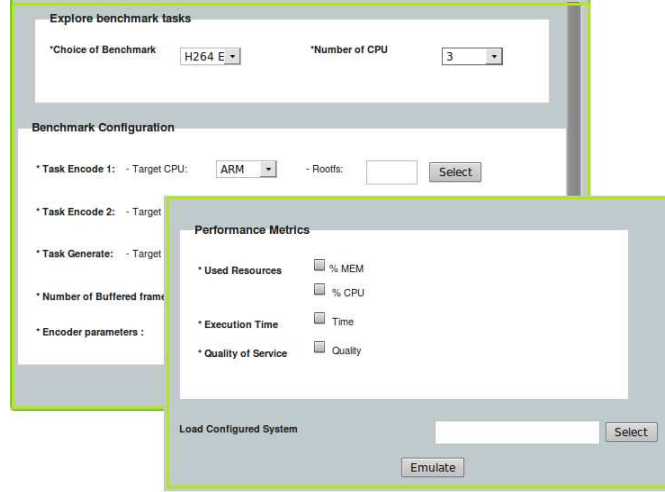 Explore benchmark tasks
*Choice of Benchmark H264 E *Number of CPU 3
Benchmark Configuration
* Task Encode 1: - Target CPU: ARM - Rootfs: Select
* Task Encode 2: - Target
* Task Generate: - Target
* Number of Buffered frame
* Encoder parameters :
Performance Metrics
* Used Resources % MEM
% CPU
* Execution Time Time
* Quality of Service Quality
Load Configured System Select
Emulate